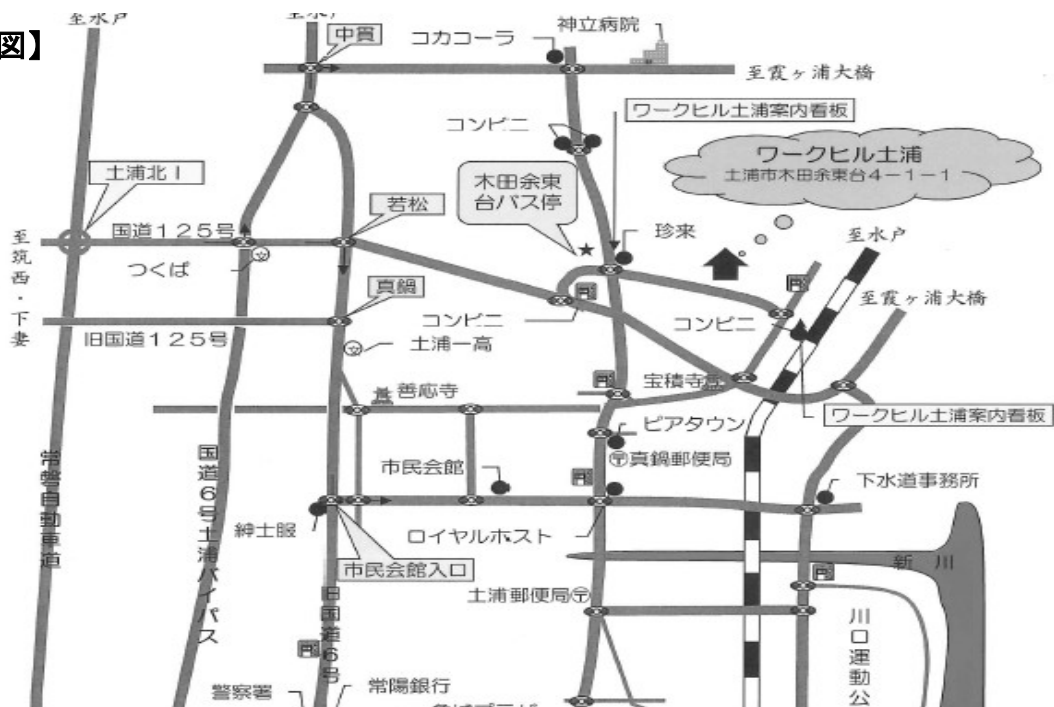 至水戸
至水戸
図】
中貫
コカコーラ
神立病院
至霞ヶ浦大橋
ワークヒル土浦案内看板
コンビニ
ワークヒル土浦
土浦市木田余東台4－1－1
土浦北I
木田余東
台バス停
若松
国道125号
珍来
至水戸
至筑西・下妻
つくば
真鍋
至霞ヶ浦大橋
コンビニ
コンビニ
旧国道125号
土浦一高
宝積寺
善応寺
ワークヒル土浦案内看板
ピアタウン
〒真鍋郵便局
市民会館
下水道事務所
常磐自動車道
国道6号土浦バイパス
紳士服
ロイヤルホスト
市民会館入口
新川
土浦郵便局〒
旧国道6号
川口運動公
警察署
常陽銀行